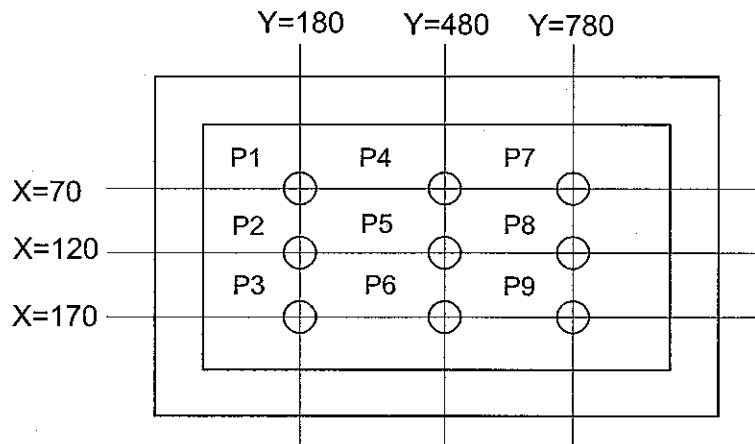 Y=180 Y=480 Y=780
P1 P4 P7
X=70
P2 P5 P8
X=120
P3 P6 P9
X=170